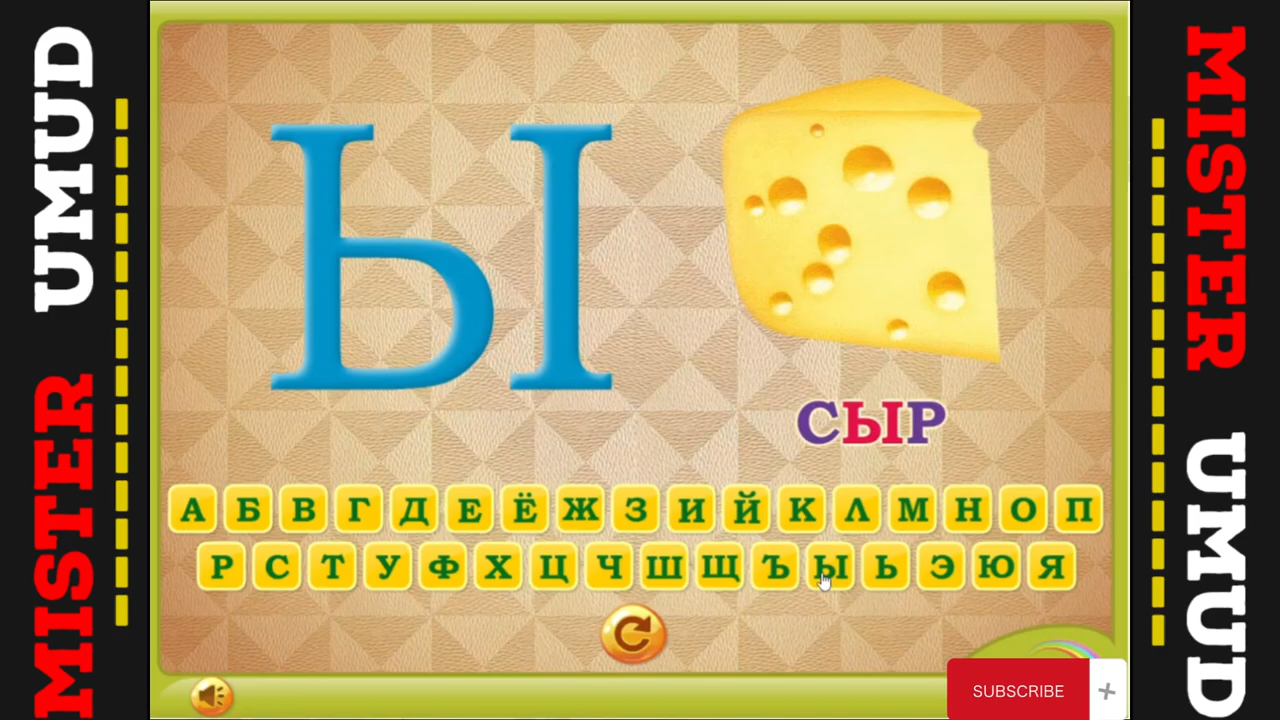 MISTER UMUD
Ы
СЫР
А Б В Г Д Е Ё Ж З И Й К Л М Н О П
Р С Т У Ф Х Ц Ч Ш Щ Ъ Ы Ь Э Ю Я
SUBSCRIBE +
MISTER UMUD